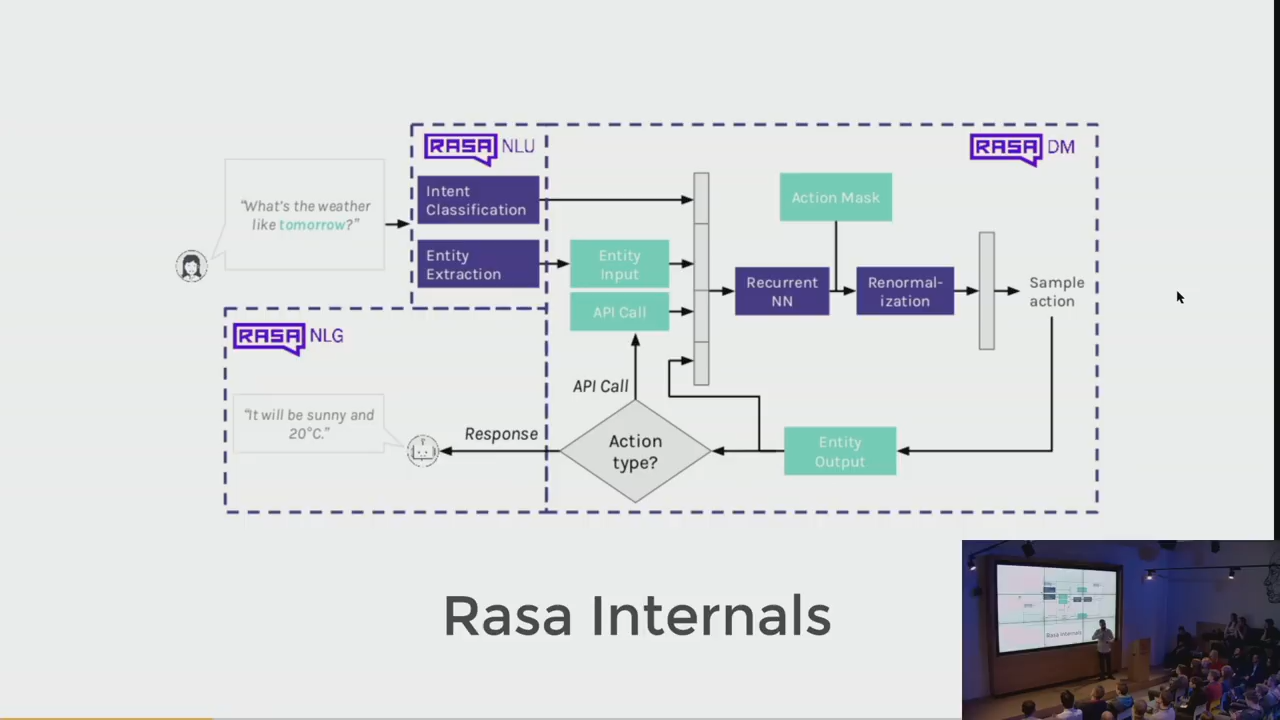 RASA NLU
RASA DM
"What's the weather
like tomorrow?"
Intent
Classification
Action Mask
Entity
Extraction
Entity
Input
API Call
Recurrent
NN
Renormal-
ization
Sample
action
RASA NLG
API Call
"It will be sunny and
20°C."
Response
Action
type?
Entity
Output
Rasa Internals
Rasa Internals